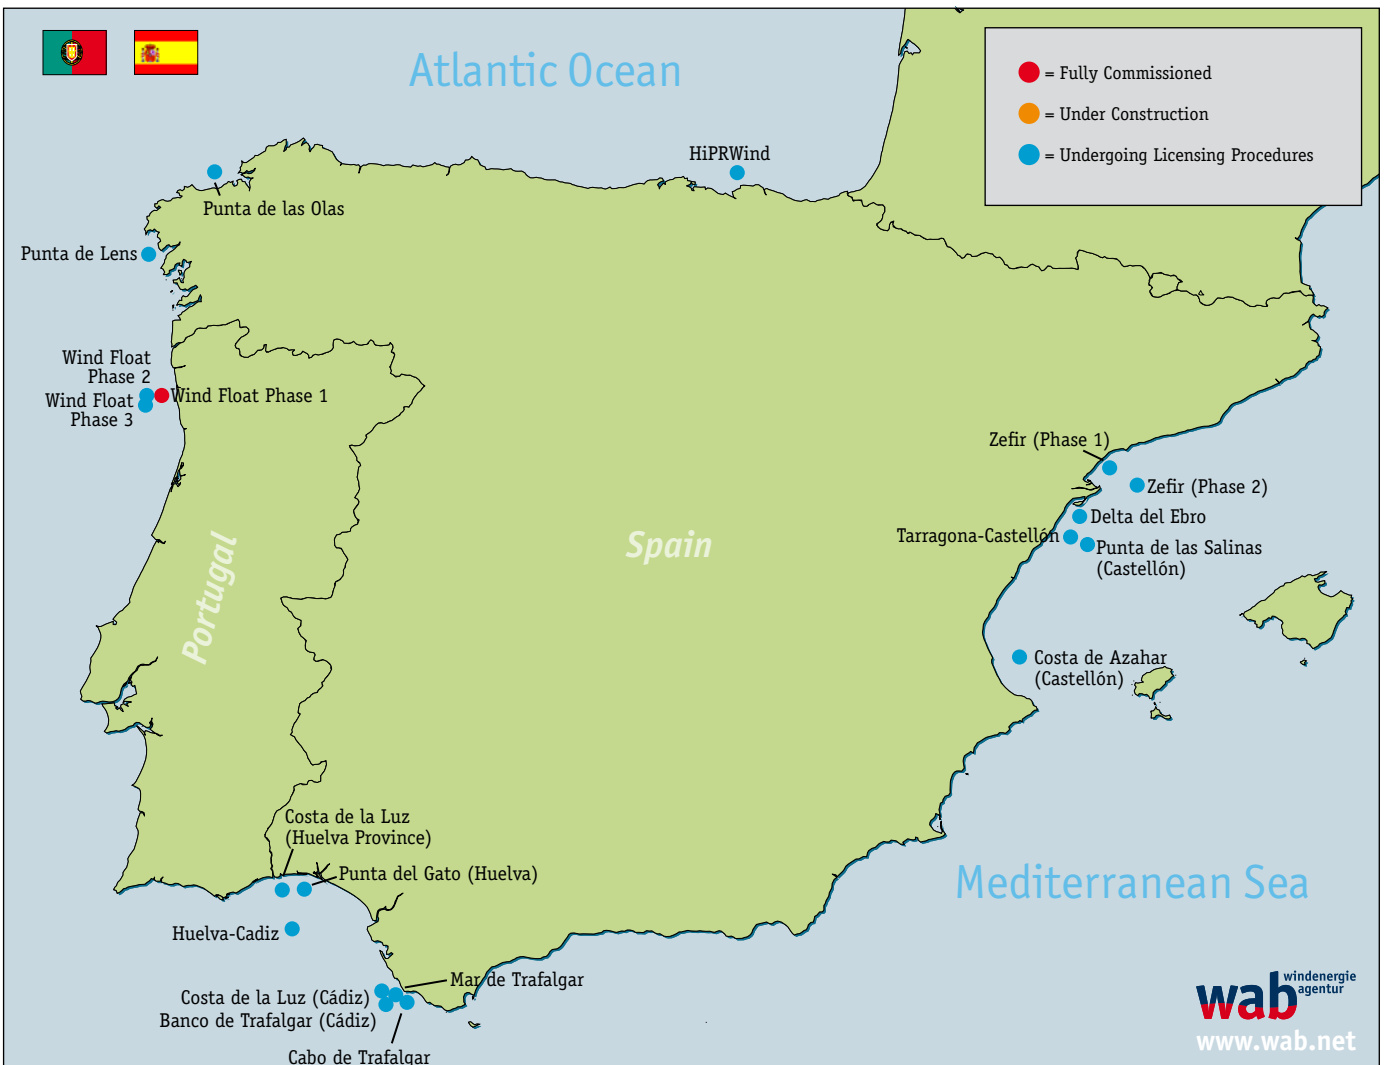 Atlantic Ocean
= Fully Commissioned
= Under Construction
= Undergoing Licensing Procedures
HiPRWind
Punta de las Olas
Punta de Lens
Wind Float
Phase 2
Wind Float Phase 1
Wind Float
Phase 3
Zefir (Phase 1)
Zefir (Phase 2)
Delta del Ebro
Tarragona-Castellón
Punta de las Salinas
(Castellón)
Spain
Portugal
Costa de Azahar
(Castellón)
Costa de la Luz
(Huelva Province)
Punta del Gato (Huelva)
Mediterranean Sea
Huelva-Cadiz
Mar de Trafalgar
Costa de la Luz (Cádiz)
Banco de Trafalgar (Cádiz)
Cabo de Trafalgar
wab windenergie
agentur
www.wab.net